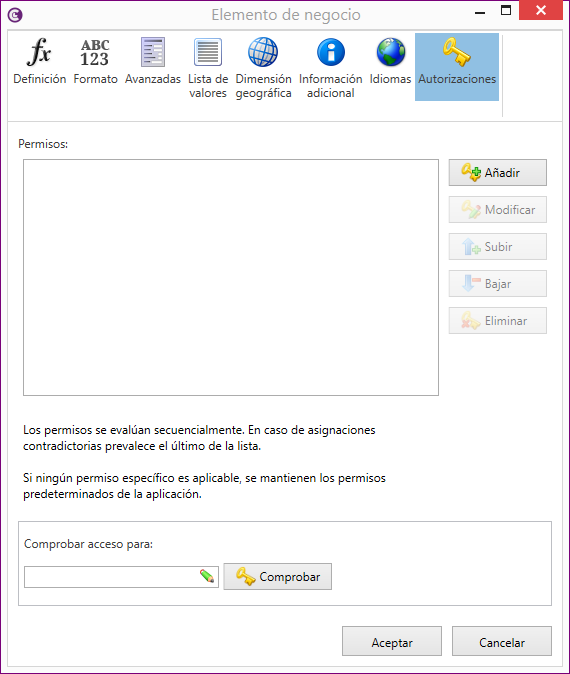 Elemento de negocio
fx
ABC
123
Definición
Formato
Avanzadas
Lista de
valores
Dimensión
geográfica
Información
adicional
Idiomas
Autorizaciones
Permisos:
Añadir
Modificar
Subir
Bajar
Eliminar
Los permisos se evalúan secuencialmente. En caso de asignaciones
contradictorias prevalece el último de la lista.
Si ningún permiso específico es aplicable, se mantienen los permisos
predeterminados de la aplicación.
Comprobar acceso para:
Comprobar
Aceptar
Cancelar